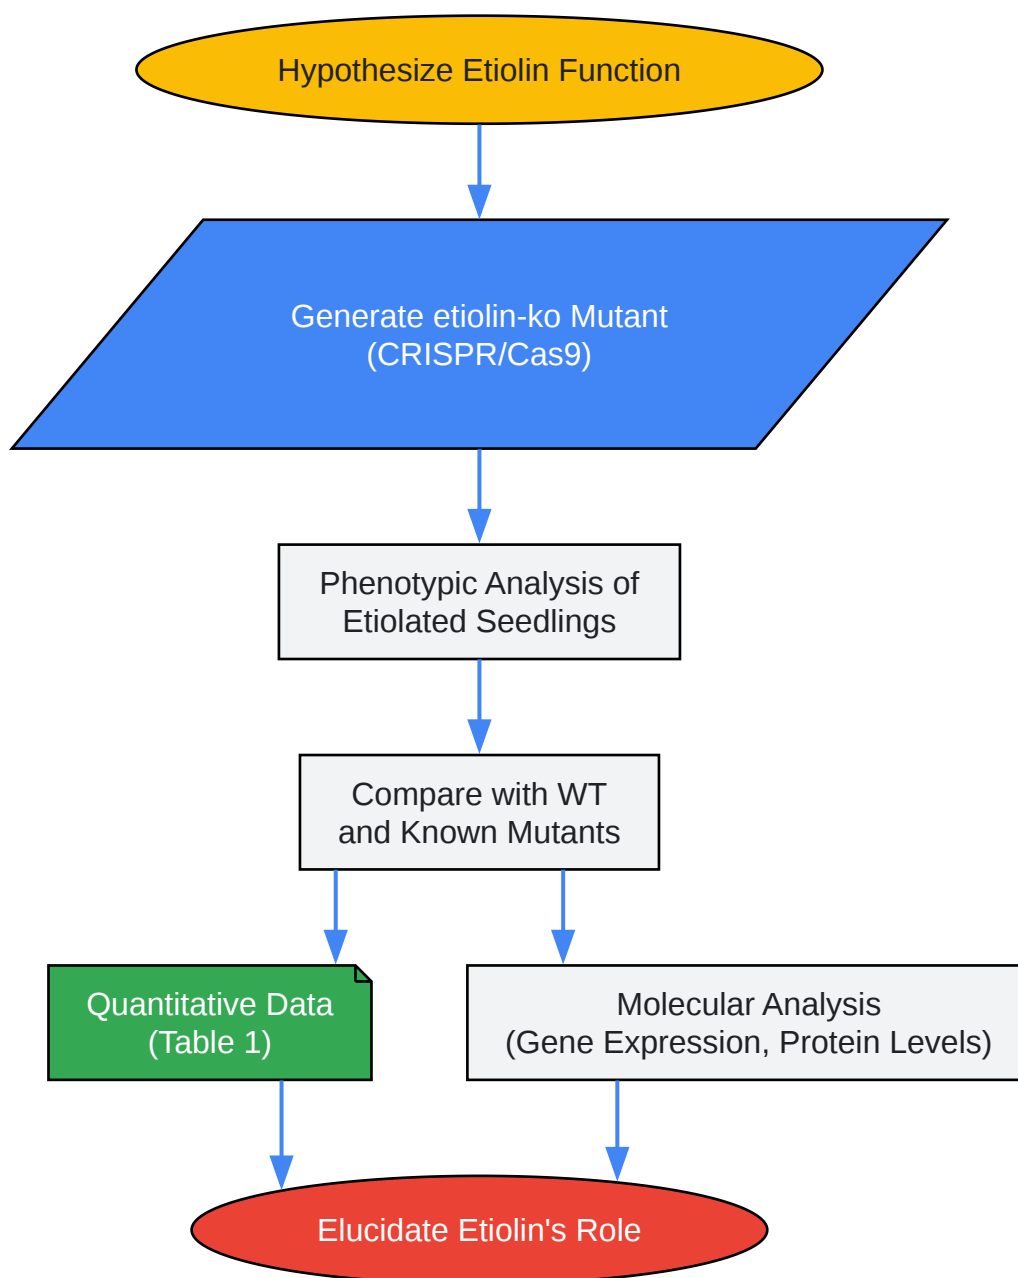 Hypothesize Etiolin Function
Generate etiolin-ko Mutant
(CRISPR/Cas9)
Phenotypic Analysis of
Etiolated Seedlings
Compare with WT
and Known Mutants
Quantitative Data
(Table 1)
Molecular Analysis
(Gene Expression, Protein Levels)
Elucidate Etiolin's Role